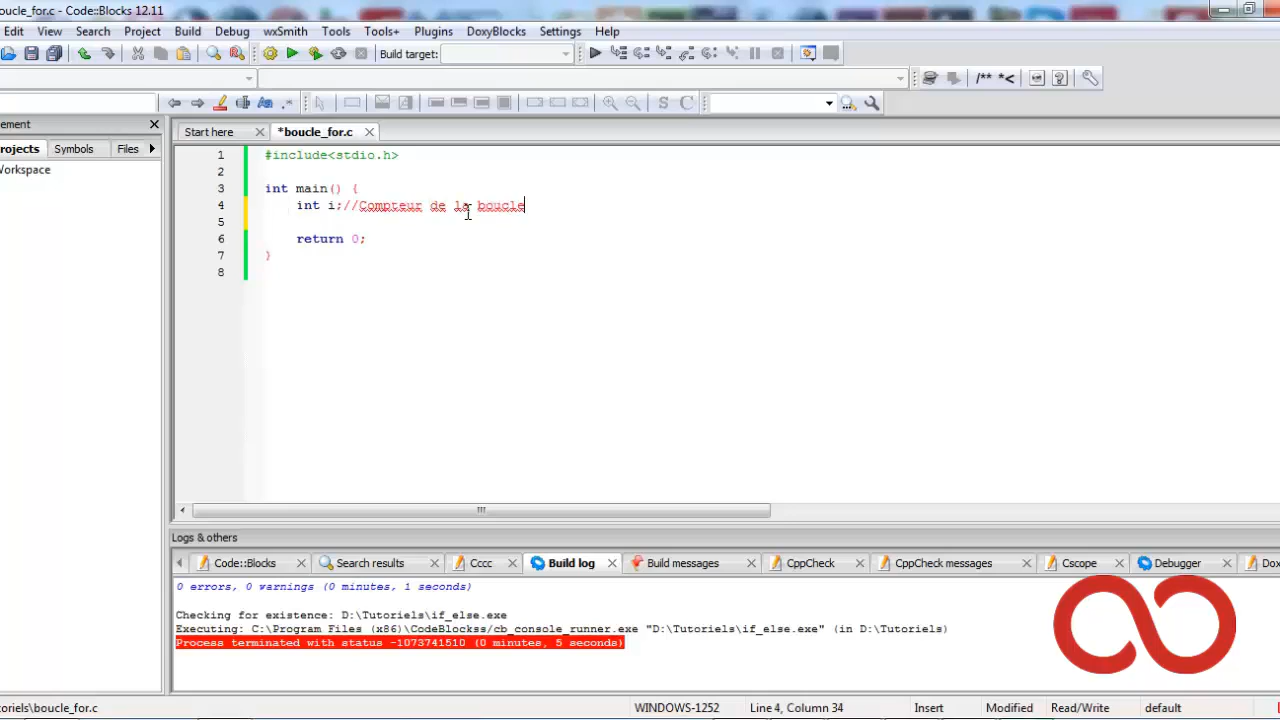 boucle_for.c - Code::Blocks 12.11
Edit View Search Project Build Debug wxSmith Tools Tools+ Plugins DoxyBlocks Settings Help
Build target:
/** *<
S C
ement
Start here *boucle_for.c
rojects Symbols Files
Workspace
1 #include<stdio.h>
2
3 int main() {
4 int i;//Compteur de la boucle
5
6 return 0;
7 }
8
Logs & others
Code::Blocks Search results Cccc Build log Build messages CppCheck CppCheck messages Cscope Debugger Dox
0 errors, 0 warnings (0 minutes, 1 seconds)
Checking for existence: D:\Tutoriels\if_else.exe
Executing: C:\Program Files (x86)\CodeBlockss/cb_console_runner.exe "D:\Tutoriels\if_else.exe" (in D:\Tutoriels)
Process terminated with status -1073741510 (0 minutes, 5 seconds)
toriels\boucle_for.c WINDOWS-1252 Line 4, Column 34 Insert Modified Read/Write default